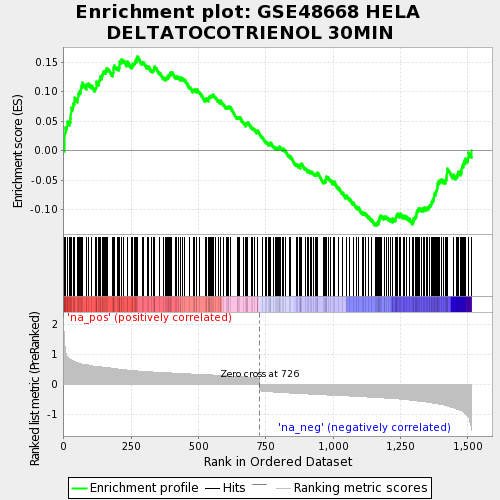 Enrichment plot: GSE48668 HELA
DELTATOCOTRIENOL 30MIN
Enrichment score (ES)
0.15
0.10
0.05
0.00
-0.05
-0.10
Ranked list metric (PreRanked)
2
1
0
-1
'na_pos' (positively correlated)
Zero cross at 726
'na_neg' (negatively correlated)
0
250
500
750
1,000
1,250
1,500
Rank in Ordered Dataset
Enrichment profile
Hits
Ranking metric scores